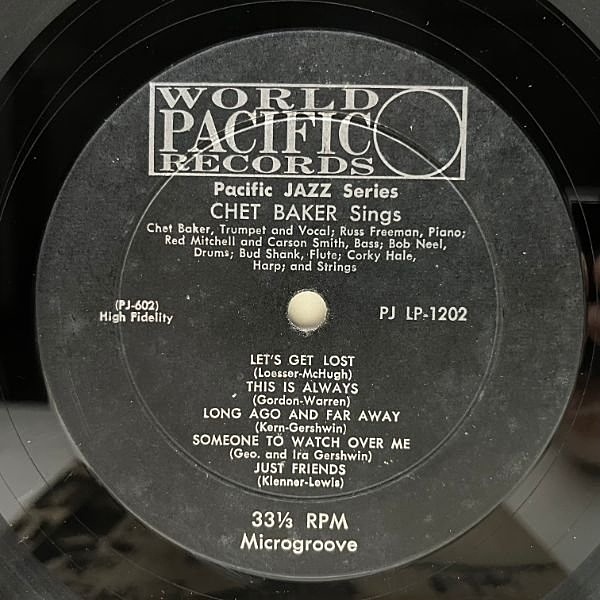 WORLD
PACIFIC
RECORDS
Pacific JAZZ Series
CHET BAKER Sings
Chet Baker, Trumpet and Vocal; Russ Freeman, Piano;
Red Mitchell and Carson Smith, Bass; Bob Neel,
Drums; Bud Shank, Flute; Corky Hale,
Harp; and Strings
(PJ-602)
High Fidelity
PJ LP-1202
LET'S GET LOST
(Loesser-McHugh)
THIS IS ALWAYS
(Gordon-Warren)
LONG AGO AND FAR AWAY
(Kern-Gershwin)
SOMEONE TO WATCH OVER ME
(Geo. and Ira Gershwin)
JUST FRIENDS
(Klenner-Lewis)
33⅓ RPM
Microgroove